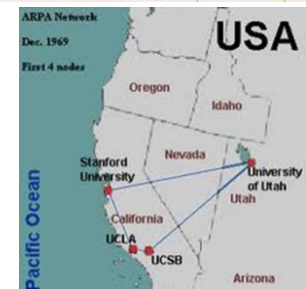 ARPA Network
Dec. 1969
First 4 nodes
USA
Oregon
Idaho
Nevada
Stanford
University
University
of Utah
Utah
California
UCLA
UCSB
Arizona
Pacific Ocean